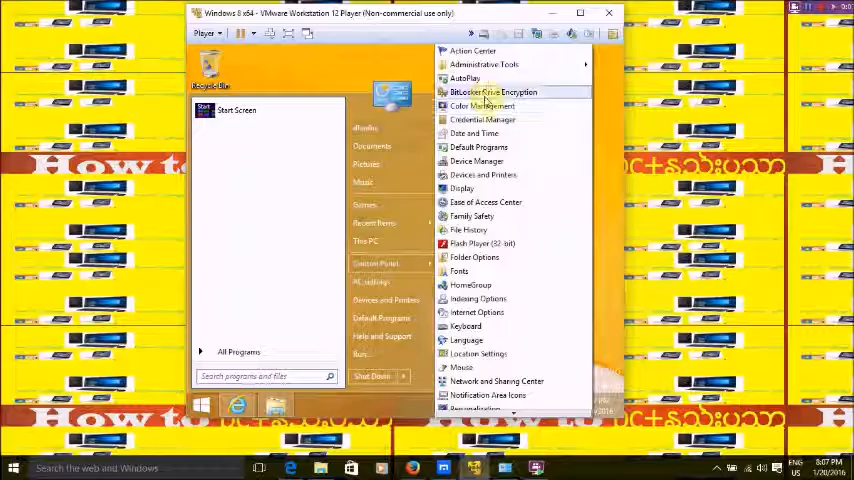 Windows 8 x64 - VMware Workstation 12 Player (Non-commercial use only)
Player
Recycle Bin
Start Screen
Documents
Pictures
Music
Games
Recent Items
This PC
Control Panel
PC settings
Devices and Printers
Default Programs
Help and Support
Run...
All Programs
Search programs and files
Shut Down
Action Center
Administrative Tools
AutoPlay
BitLocker Drive Encryption
Color Management
Credential Manager
Date and Time
Default Programs
Device Manager
Devices and Printers
Display
Ease of Access Center
Family Safety
File History
Flash Player (32-bit)
Folder Options
Fonts
HomeGroup
Indexing Options
Internet Options
Keyboard
Language
Location Settings
Mouse
Network and Sharing Center
Notification Area Icons
Personalization
How to
How to
Search the web and Windows
ENG
US
8:07 PM
1/20/2016